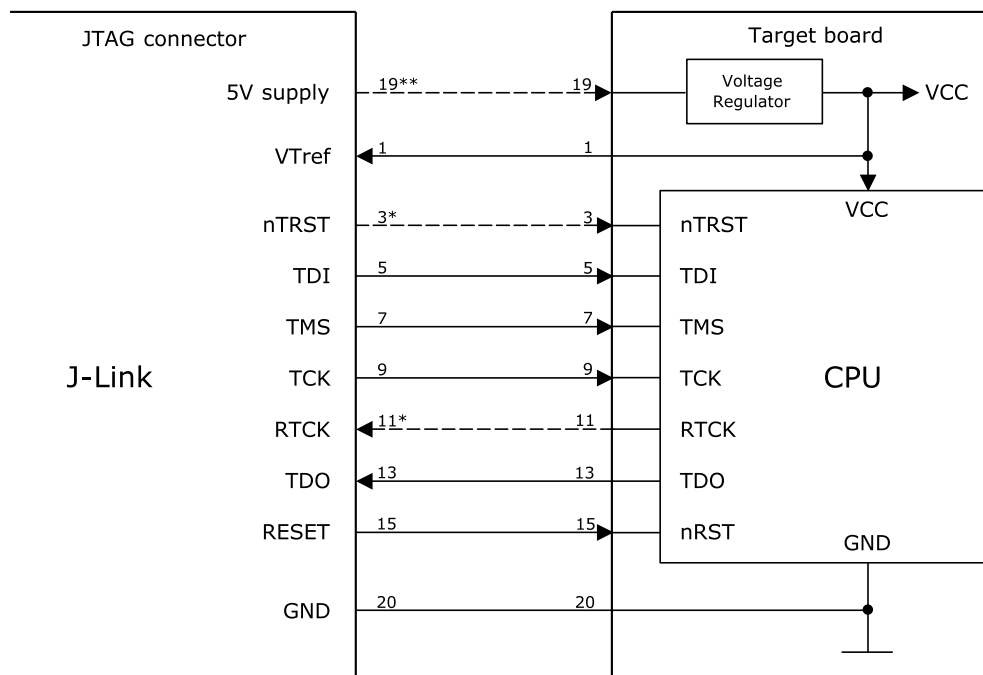 JTAG connector
Target board
5V supply 19** 19 Voltage Regulator VCC
VTref 1 1
VCC
nTRST 3* 3 nTRST
TDI 5 5 TDI
TMS 7 7 TMS
J-Link TCK 9 9 TCK CPU
RTCK 11* 11 RTCK
TDO 13 13 TDO
RESET 15 15 nRST
GND
GND 20 20